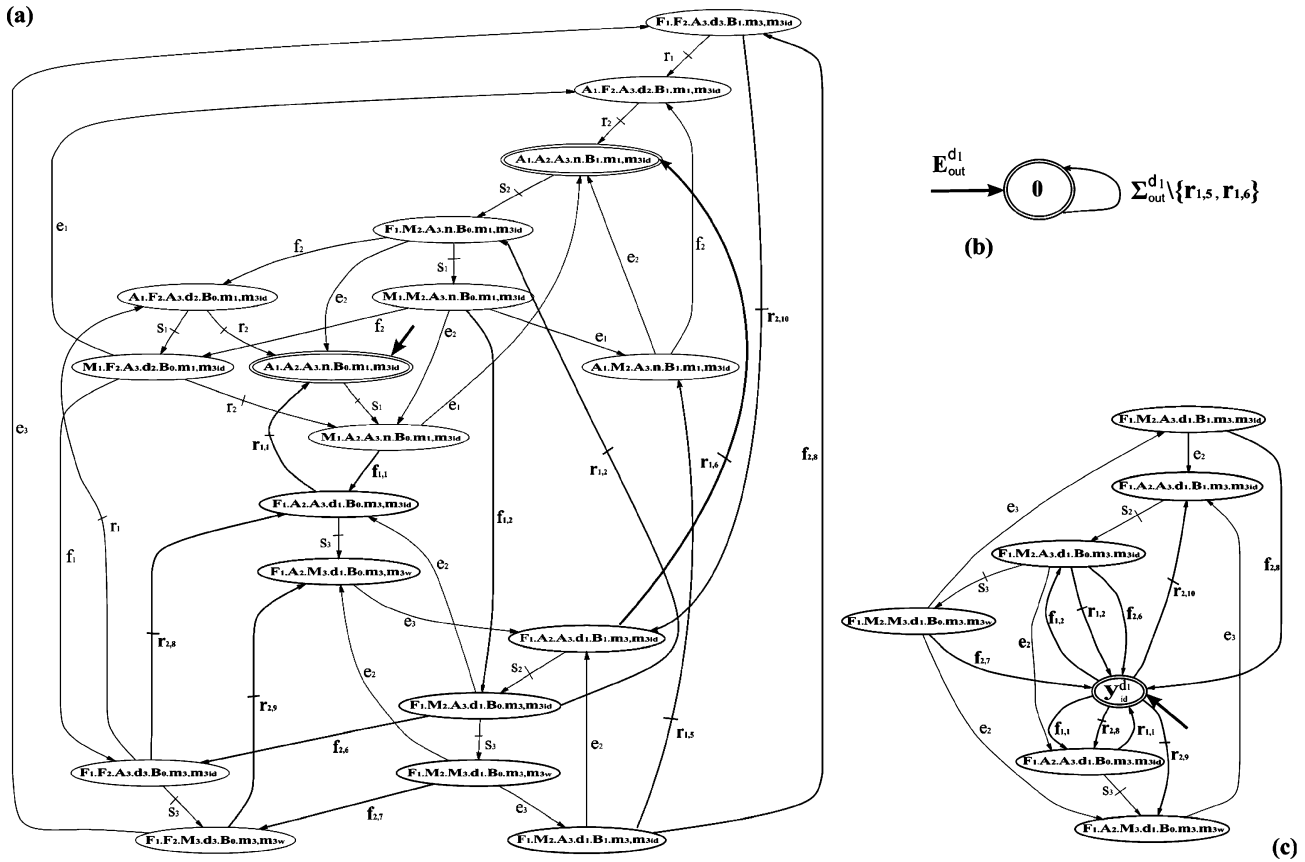 (a)
F₁.F₂.A₃.d₃.B₁.m₃,m₃id
r₁
A₁.F₂.A₃.d₂.B₁.m₁,m₃id
r₂
A₁.A₂.A₃.n.B₁.m₁,m₃id
s₂
e₁
F₁.M₂.A₃.n.B₀.m₁,m₃id
f₂
f₂
s₁
e₂
e₂
A₁.F₂.A₃.d₂.B₀.m₁,m₃id
M₁.M₂.A₃.n.B₀.m₁,m₃id
s₁
r₂
f₂
e₂
e₁
r₂,₁₀
M₁.F₂.A₃.d₂.B₀.m₁,m₃id
A₁.A₂.A₃.n.B₀.m₁,m₃id
A₁.M₂.A₃.n.B₁.m₁,m₃id
r₂
s₁
e₁
e₃
M₁.A₂.A₃.n.B₀.m₁,m₃id
r₁,₁
f₁,₁
r₁,₂
r₁,₆
f₂,₈
F₁.A₂.A₃.d₁.B₀.m₃,m₃id
r₁
f₁,₂
s₃
f₁
e₂
F₁.A₂.M₃.d₁.B₀.m₃,m₃w
e₃
r₂,₈
F₁.A₂.A₃.d₁.B₁.m₃,m₃id
s₂
e₂
r₂,₉
F₁.M₂.A₃.d₁.B₀.m₃,m₃id
r₁,₅
f₂,₆
s₃
e₂
F₁.F₂.A₃.d₃.B₀.m₃,m₃id
F₁.M₂.M₃.d₁.B₀.m₃,m₃w
s₃
f₂,₇
e₃
F₁.F₂.M₃.d₃.B₀.m₃,m₃w
F₁.M₂.A₃.d₁.B₁.m₃,m₃id
E^d₁_out
0
Σ^d₁_out\{r₁,₅ , r₁,₆}
(b)
F₁.M₂.A₃.d₁.B₁.m₃.m₃id
e₂
F₁.A₂.A₃.d₁.B₁.m₃.m₃id
e₃
s₂
F₁.M₂.A₃.d₁.B₀.m₃.m₃id
s₃
f₂,₈
r₂,₁₀
f₁,₂
r₁,₂
f₂,₆
F₁.M₂.M₃.d₁.B₀.m₃.m₃w
e₂
e₃
f₂,₇
y^d₁_id
e₂
f₁,₁
r₂,₈
r₁,₁
r₂,₉
F₁.A₂.A₃.d₁.B₀.m₃.m₃id
s₃
F₁.A₂.M₃.d₁.B₀.m₃.m₃w
(c)